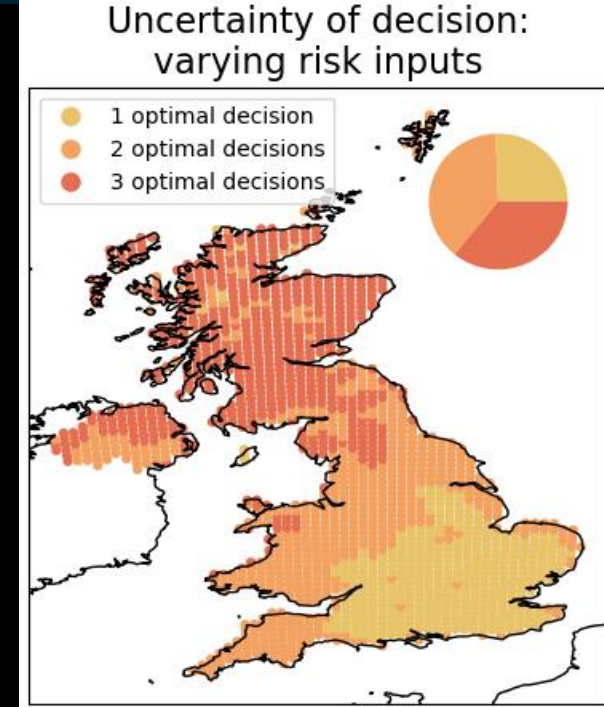 Uncertainty of decision:
varying risk inputs
1 optimal decision
2 optimal decisions
3 optimal decisions